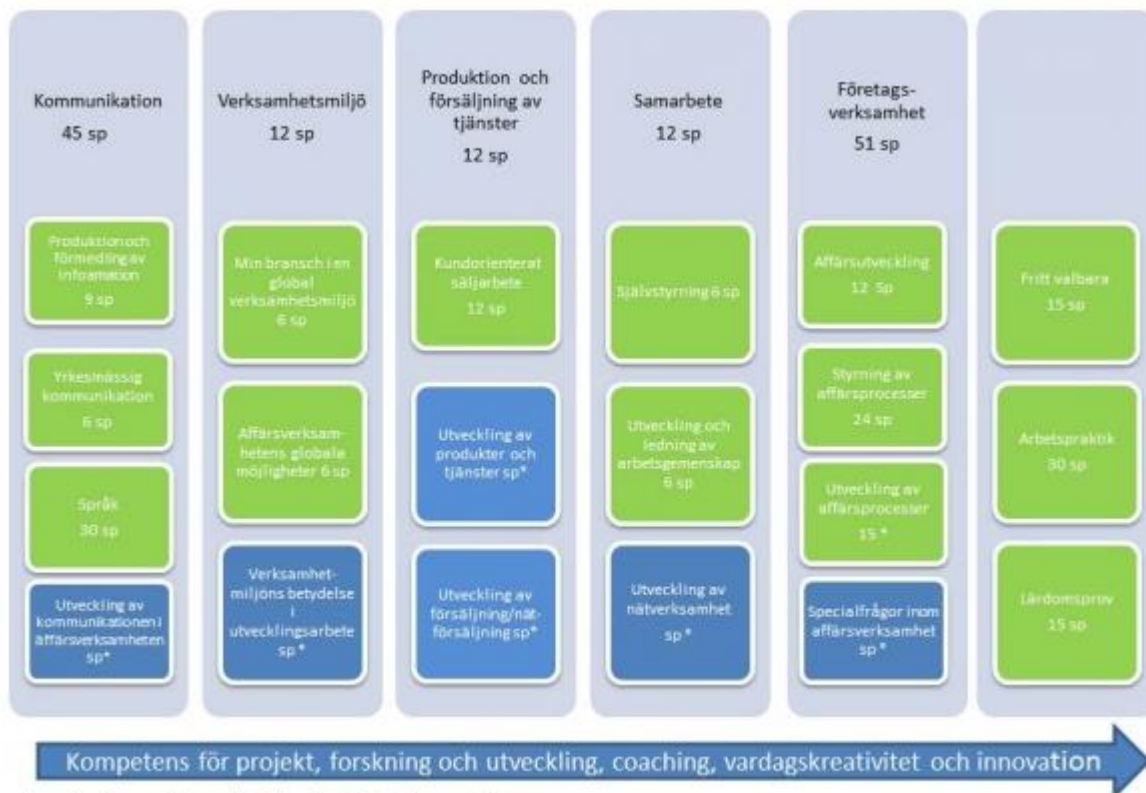 Kommunikation
45 sp
Produktion och
förmedling av
infoamation
9 sp
Yrkesmässig
kommunikation
6 sp
Språk
30 sp
Utveckling av
kommunikationen i
affärsverksamheten
sp*
Verksamhetsmiljö
12 sp
Min bransch i en
global
verksamhetsmiljö
6 sp
Affärsverksam-
hetens globala
möjligheter 6 sp
Verksamhet-
miljöns betydelse
i
utvecklingsarbete
sp *
Produktion och
försäljning av
tjänster
12 sp
Kundorienterat
säljarbete
12 sp
Utveckling av
produkter och
tjänster sp*
Utveckling av
försäljning/nät-
försäljning sp*
Samarbete
12 sp
Självstyrning 6 sp
Utveckling och
ledning av
arbetsgemenskap
6 sp
Utveckling av
nätverksamhet
sp *
Företags-
verksamhet
51 sp
Affärsutveckling
12 Sp
Styrning av
affärsprocesser
24 sp
Utveckling av
affärsprocesser
15 *
Specialfrågor inom
affärsverksamhet
sp *
Fritt valbara
15 sp
Arbetspraktik
30 sp
Lärdomsprov
15 sp
Kompetens för projekt, forskning och utveckling, coaching, vardagskreativitet och innovation